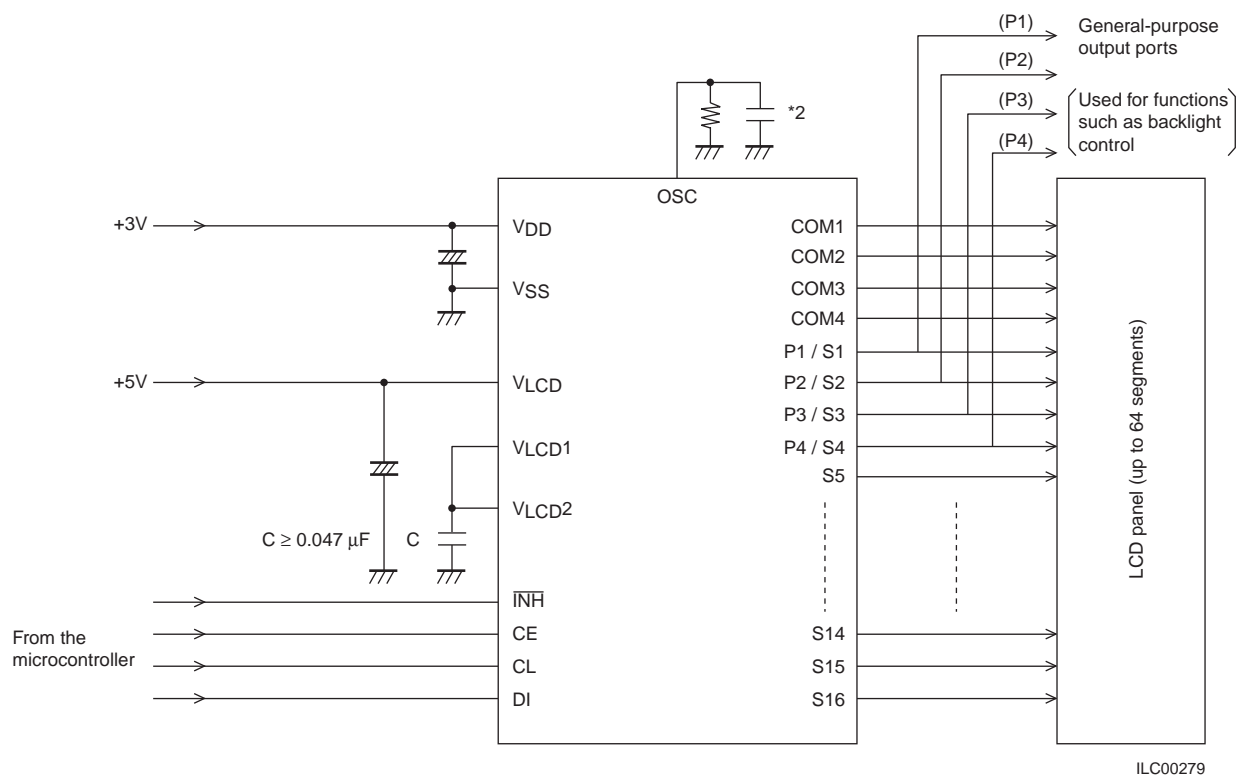 (P1)
General-purpose
output ports
(P2)
(P3)
Used for functions
such as backlight
control
(P4)
*2
OSC
+3V
VDD
VSS
+5V
VLCD
VLCD1
VLCD2
C ≥ 0.047 μF
C
From the
microcontroller
I̅N̅H̅
CE
CL
DI
COM1
COM2
COM3
COM4
P1 / S1
P2 / S2
P3 / S3
P4 / S4
S5
S14
S15
S16
LCD panel (up to 64 segments)
ILC00279